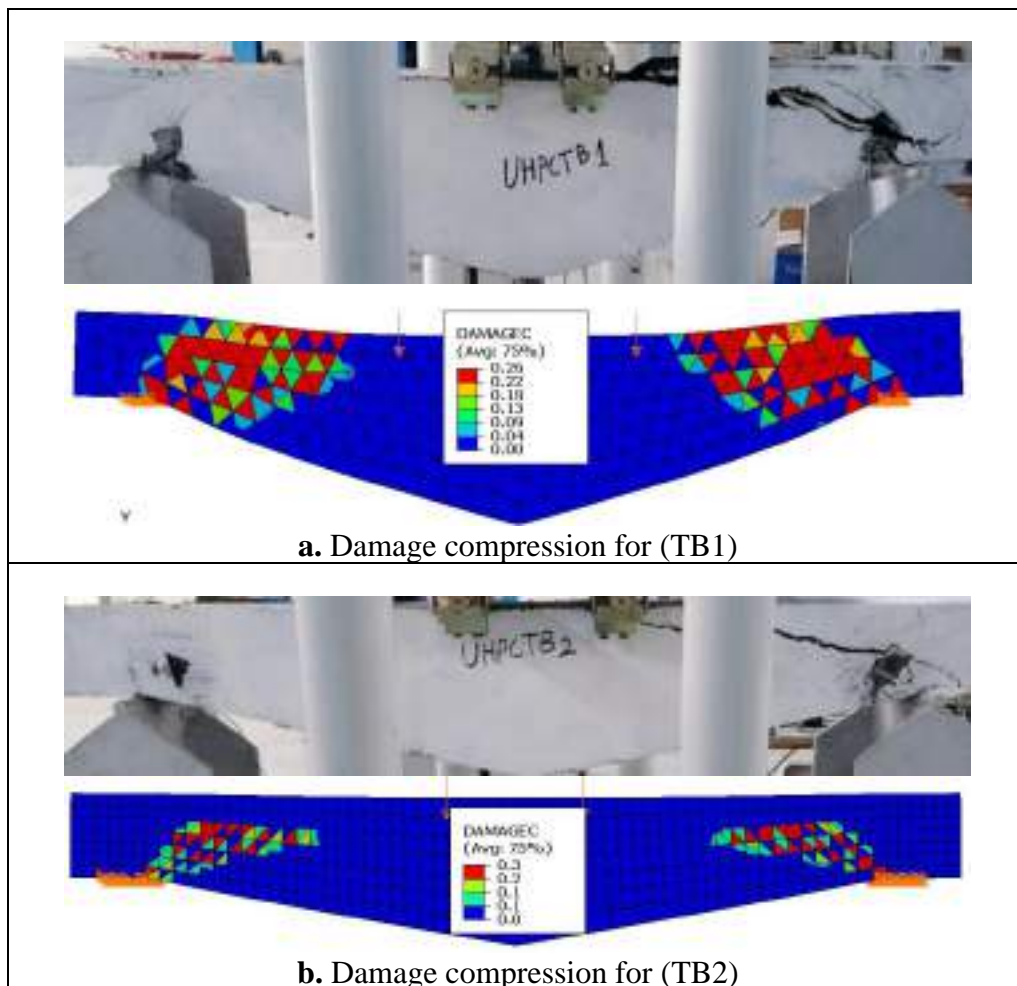 UHPCTB1
DAMAGEC
(Avg: 75%)
0.26
0.22
0.18
0.13
0.09
0.04
0.00
Y
a. Damage compression for (TB1)
UHPCTB2
DAMAGEC
(Avg: 75%)
0.3
0.2
0.1
0.1
0.0
b. Damage compression for (TB2)